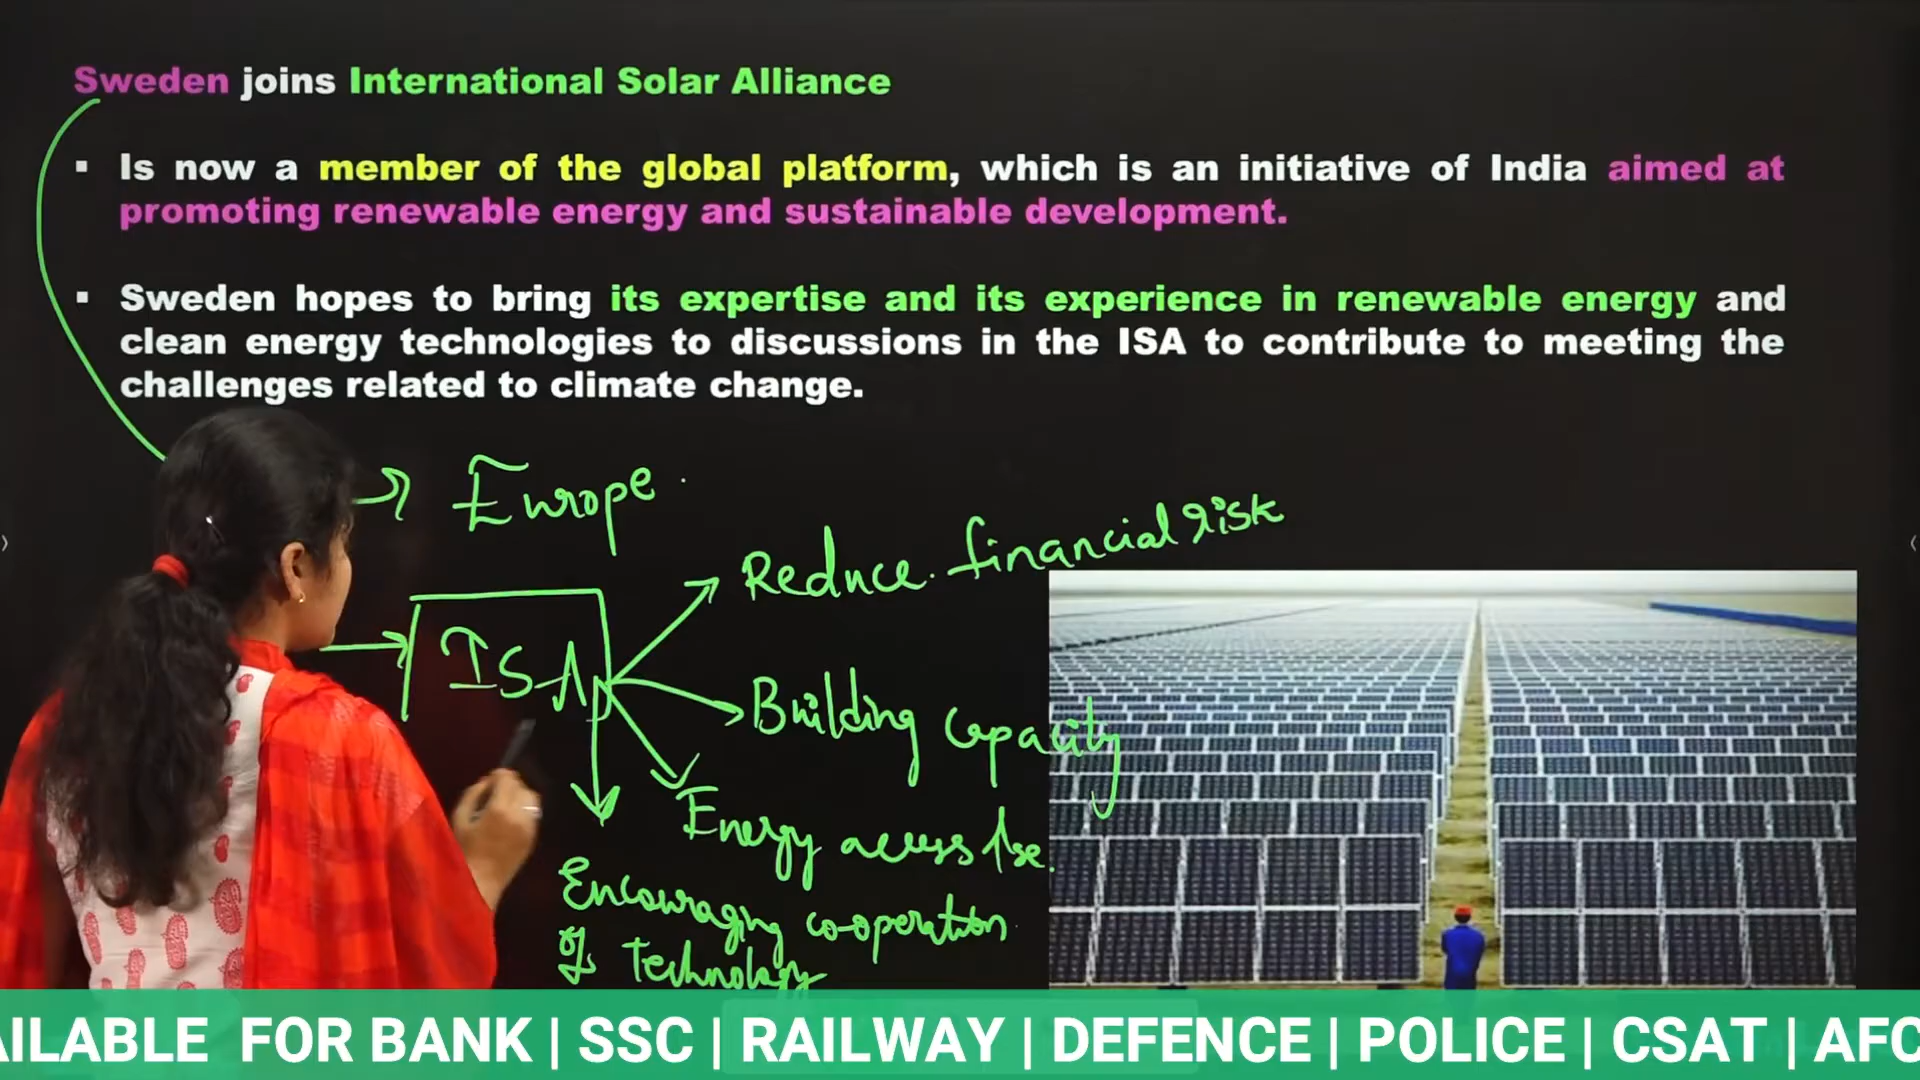 Sweden joins International Solar Alliance
▪ Is now a member of the global platform, which is an initiative of India aimed at
promoting renewable energy and sustainable development.
▪ Sweden hopes to bring its expertise and its experience in renewable energy and
clean energy technologies to discussions in the ISA to contribute to meeting the
challenges related to climate change.
Europe.
Reduce financial risk
ISA
Building capacity
Energy access
Encouraging co-operation
of technology
AILABLE FOR BANK | SSC | RAILWAY | DEFENCE | POLICE | CSAT | AFC